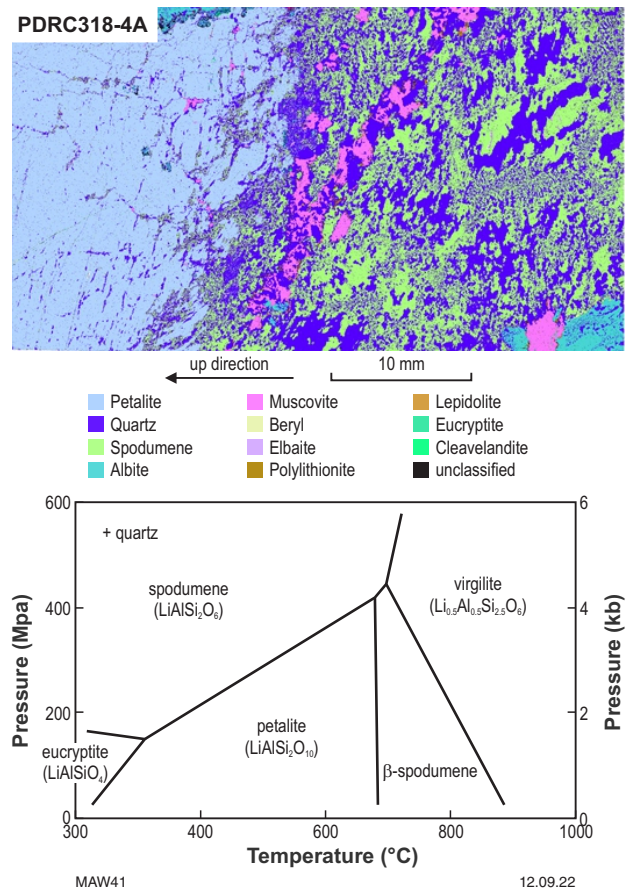 PDRC318-4A
up direction
10 mm
Petalite
Muscovite
Lepidolite
Quartz
Beryl
Eucryptite
Spodumene
Elbaite
Cleavelandite
Albite
Polylithionite
unclassified
600
6
+ quartz
spodumene
(LiAlSi₂O₆)
virgilite
(Li₀.₅Al₀.₅Si₂.₅O₆)
400
4
Pressure (Mpa)
Pressure (kb)
200
2
petalite
(LiAlSi₂O₁₀)
eucryptite
(LiAlSiO₄)
β-spodumene
0
0
300
400
600
800
1000
Temperature (°C)
MAW41
12.09.22